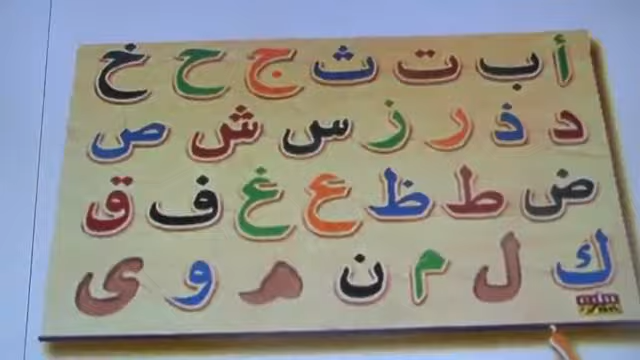 أ ب ت ث ج ح خ
د ذ ر ز س ش ص
ض ط ظ ع غ ف ق
ك ل م ن ه و ى